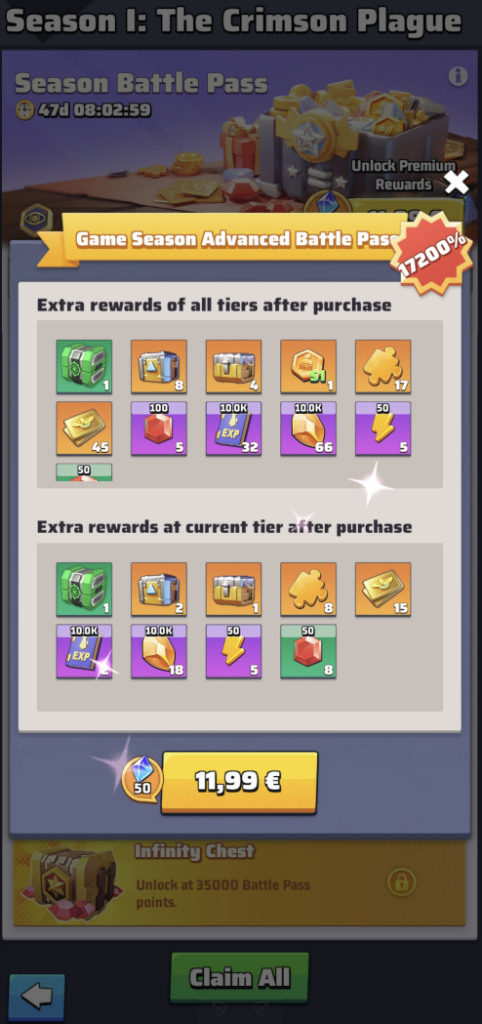 Season I: The Crimson Plague
Season Battle Pass
47d 08:02:59
Unlock Premium
Rewards
Game Season Advanced Battle Pass
17200%
Extra rewards of all tiers after purchase
1
8
4
51
1
17
45
100
5
10.0K
EXP
32
10.0K
66
50
5
50
Extra rewards at current tier after purchase
1
2
1
8
15
10.0K
EXP
2
10.0K
18
50
5
50
8
50
11,99 €
Infinity Chest
Unlock at 35000 Battle Pass
points.
Claim All